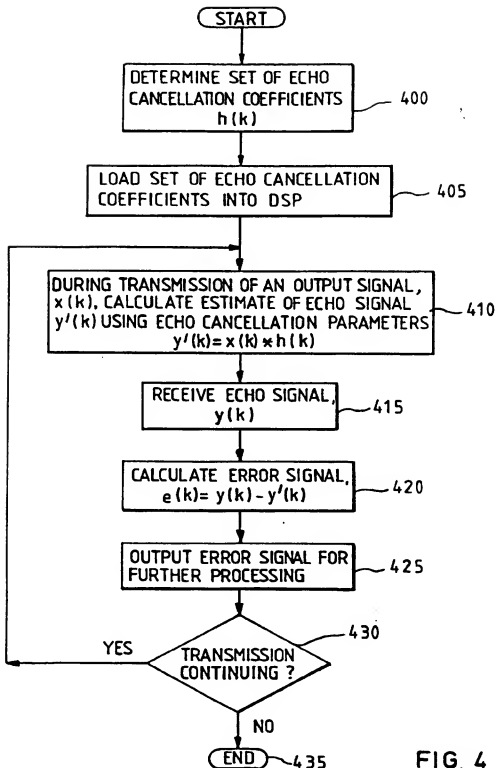 START
DETERMINE SET OF ECHO
CANCELLATION COEFFICIENTS
h(k)
400
LOAD SET OF ECHO CANCELLATION
COEFFICIENTS INTO DSP
405
DURING TRANSMISSION OF AN OUTPUT SIGNAL,
x(k), CALCULATE ESTIMATE OF ECHO SIGNAL
y'(k) USING ECHO CANCELLATION PARAMETERS
y'(k)=x(k)*h(k)
410
RECEIVE ECHO SIGNAL,
y(k)
415
CALCULATE ERROR SIGNAL,
e(k)= y(k)-y'(k)
420
OUTPUT ERROR SIGNAL FOR
FURTHER PROCESSING
425
430
YES
TRANSMISSION
CONTINUING ?
NO
END
435
FIG. 4